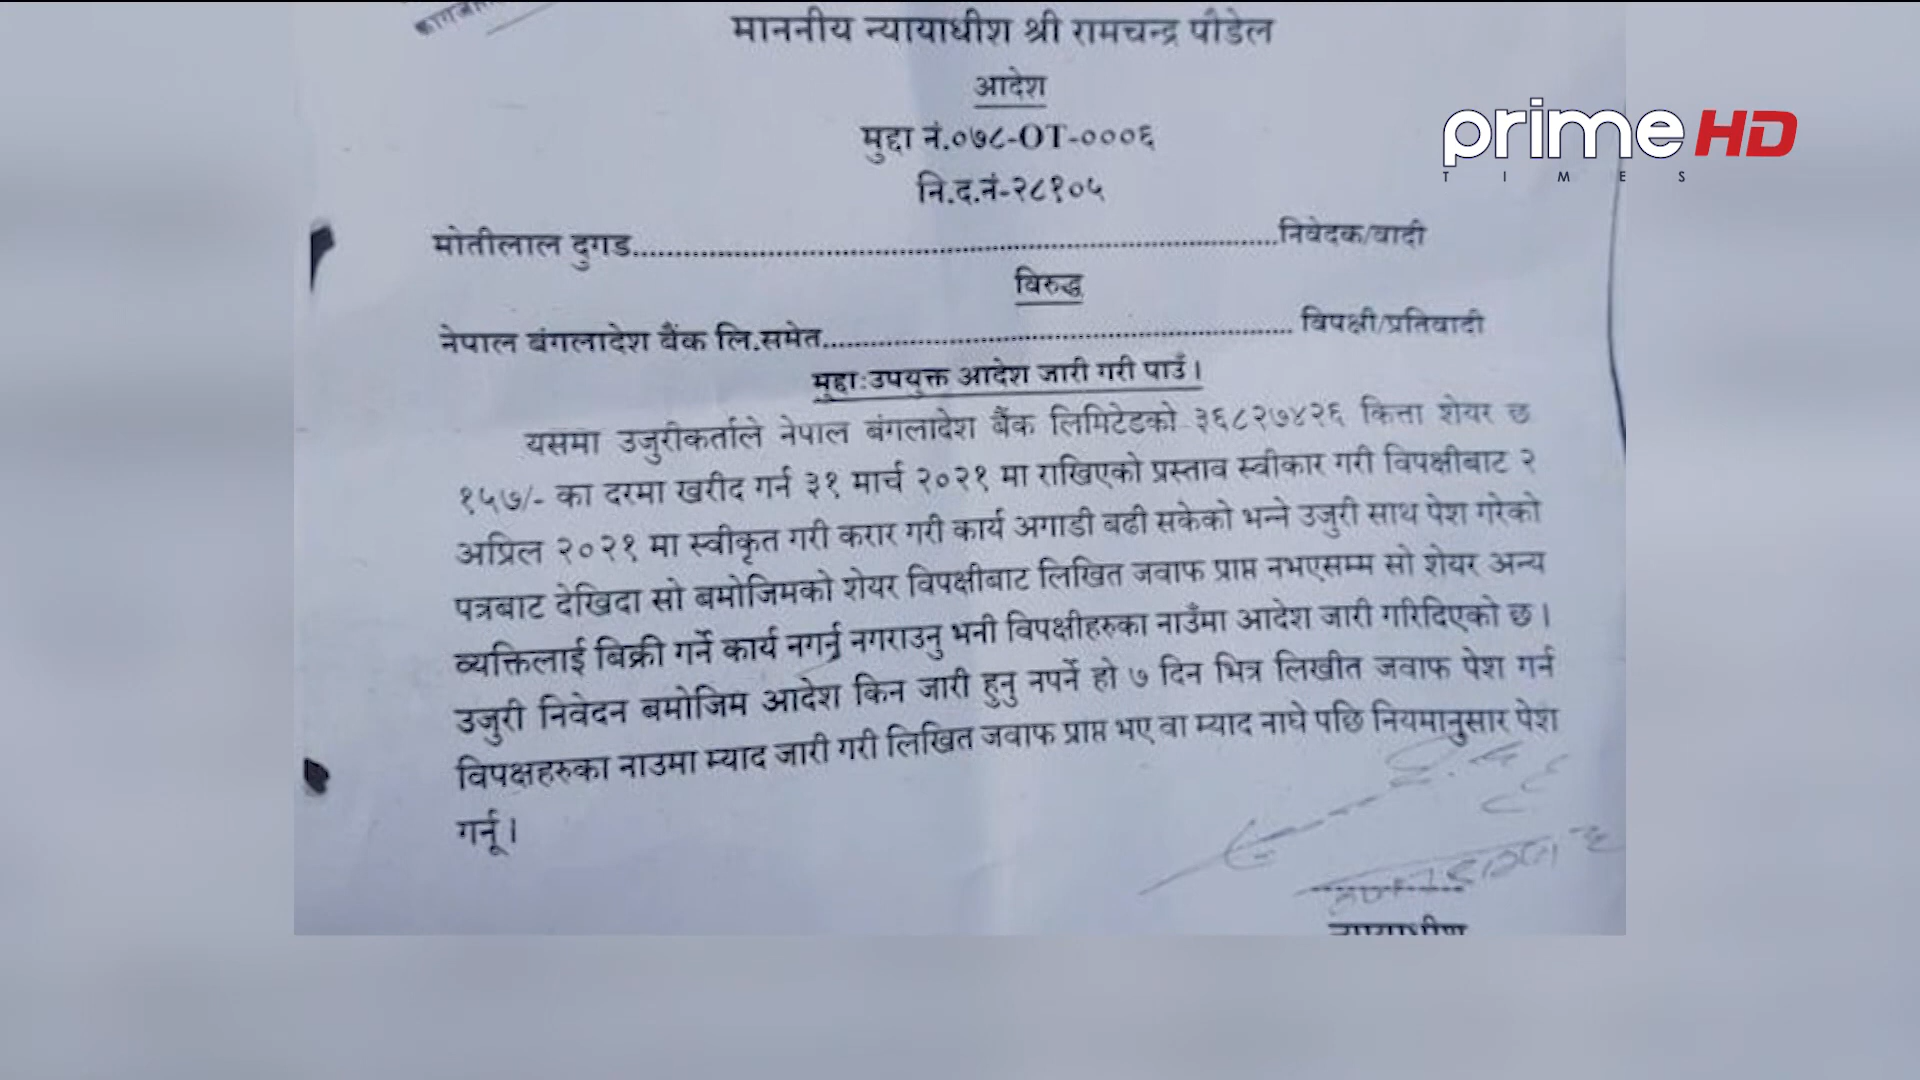 माननीय न्यायाधीश श्री रामचन्द्र पौडेल
आदेश
मुद्दा नं.०७८-OT-०००६
नि.द.नं-२८१०५
prime HD
TIMES
मोतीलाल दुगड......................................................निवेदक/वादी
विरुद्ध
नेपाल बंगलादेश बैंक लि.समेत...................................................... विपक्षी/प्रतिवादी
मुद्दाः उपयुक्त आदेश जारी गरी पाउँ।
यसमा उजुरीकर्ताले नेपाल बंगलादेश बैंक लिमिटेडको ३६८२७४२६ कित्ता शेयर छ
१५७/- का दरमा खरीद गर्न ३१ मार्च २०२१ मा राखिएको प्रस्ताव स्वीकार गरी विपक्षीबाट २
अप्रिल २०२१ मा स्वीकृत गरी करार गरी कार्य अगाडी बढी सकेको भन्ने उजुरी साथ पेश गरेको
पत्रबाट देखिदा सो बमोजिमको शेयर विपक्षीबाट लिखित जवाफ प्राप्त नभएसम्म सो शेयर अन्य
व्यक्तिलाई बिक्री गर्ने कार्य नगर्नु नगराउनु भनी विपक्षीहरुका नाउँमा आदेश जारी गरिदिएको छ।
उजुरी निवेदन बमोजिम आदेश किन जारी हुनु नपर्ने हो ७ दिन भित्र लिखीत जवाफ पेश गर्न
विपक्षहरुका नाउमा म्याद जारी गरी लिखित जवाफ प्राप्त भए वा म्याद नाघे पछि नियमानुसार पेश
गर्नू।
न्यायाधीश